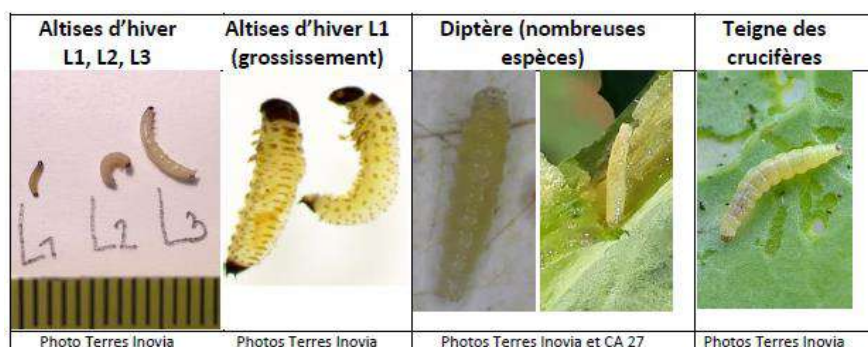 Altises d'hiver
L1, L2, L3
Altises d'hiver L1
(grossissement)
Diptère (nombreuses
espèces)
Teigne des
crucifères
L1
L2
L3
Photo Terres Inovia
Photos Terres Inovia
Photos Terres Inovia et CA 27
Photos Terres Inovia